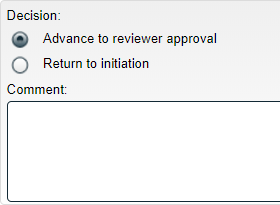 Decision:
Advance to reviewer approval
Return to initiation
Comment: